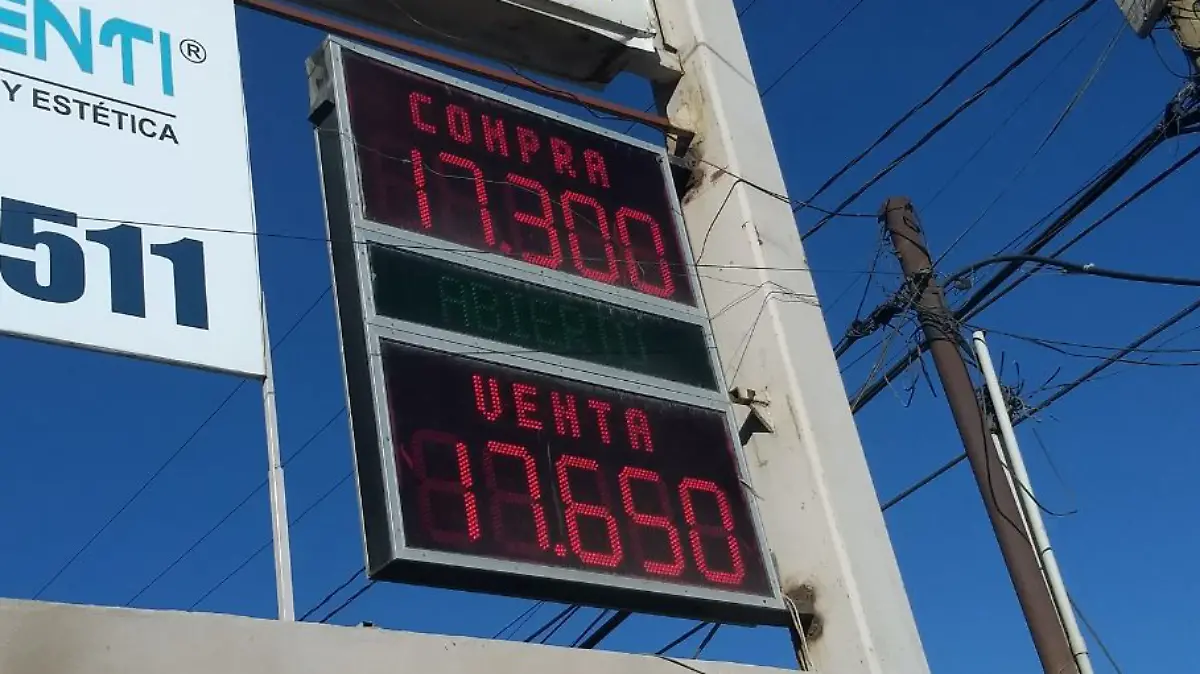 ENTI®
Y ESTÉTICA
511
COMPRA
17.300
ABIERTO
VENTA
17.650